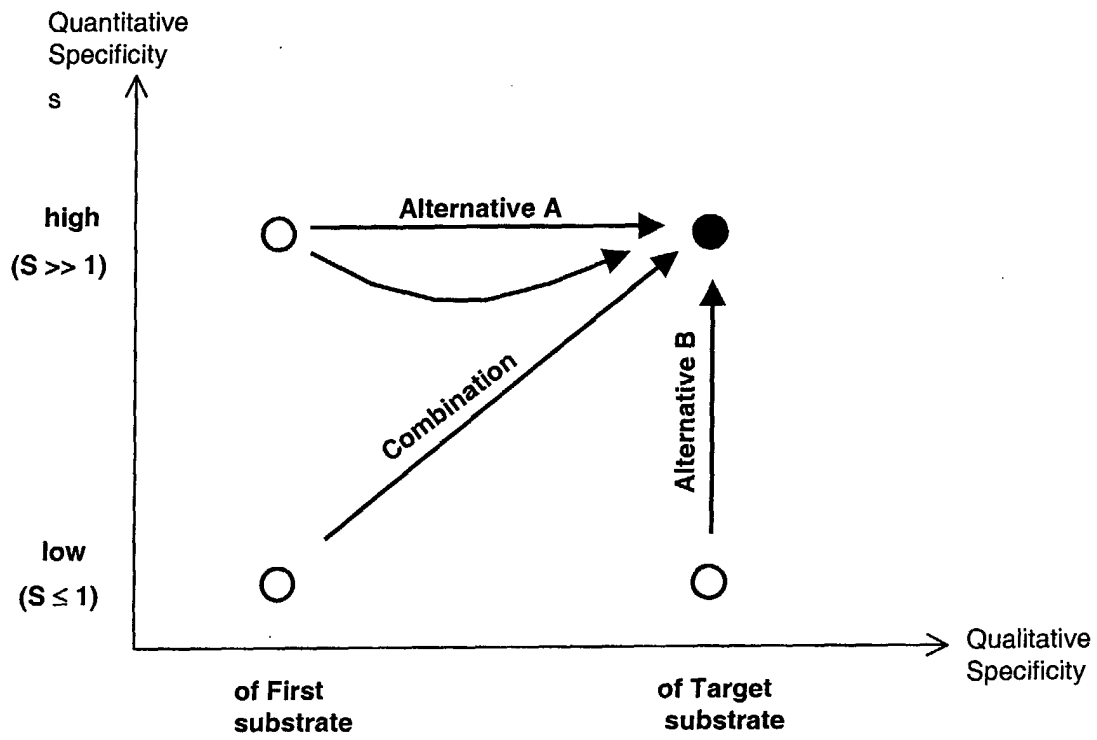 Quantitative
Specificity
s
high
(S >> 1)
Alternative A
Combination
Alternative B
low
(S ≤ 1)
Qualitative
Specificity
of First
substrate
of Target
substrate